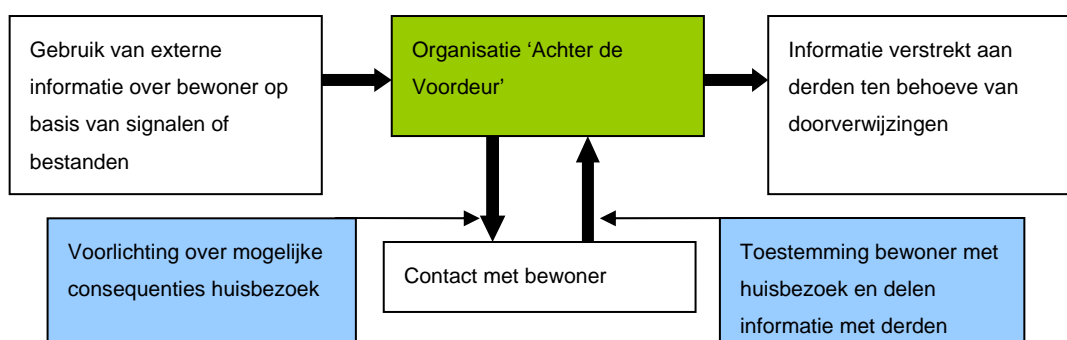 Gebruik van externe
informatie over bewoner op
basis van signalen of
bestanden
Organisatie ‘Achter de
Voordeur’
Informatie verstrekt aan
derden ten behoeve van
doorverwijzingen
Voorlichting over mogelijke
consequenties huisbezoek
Contact met bewoner
Toestemming bewoner met
huisbezoek en delen
informatie met derden